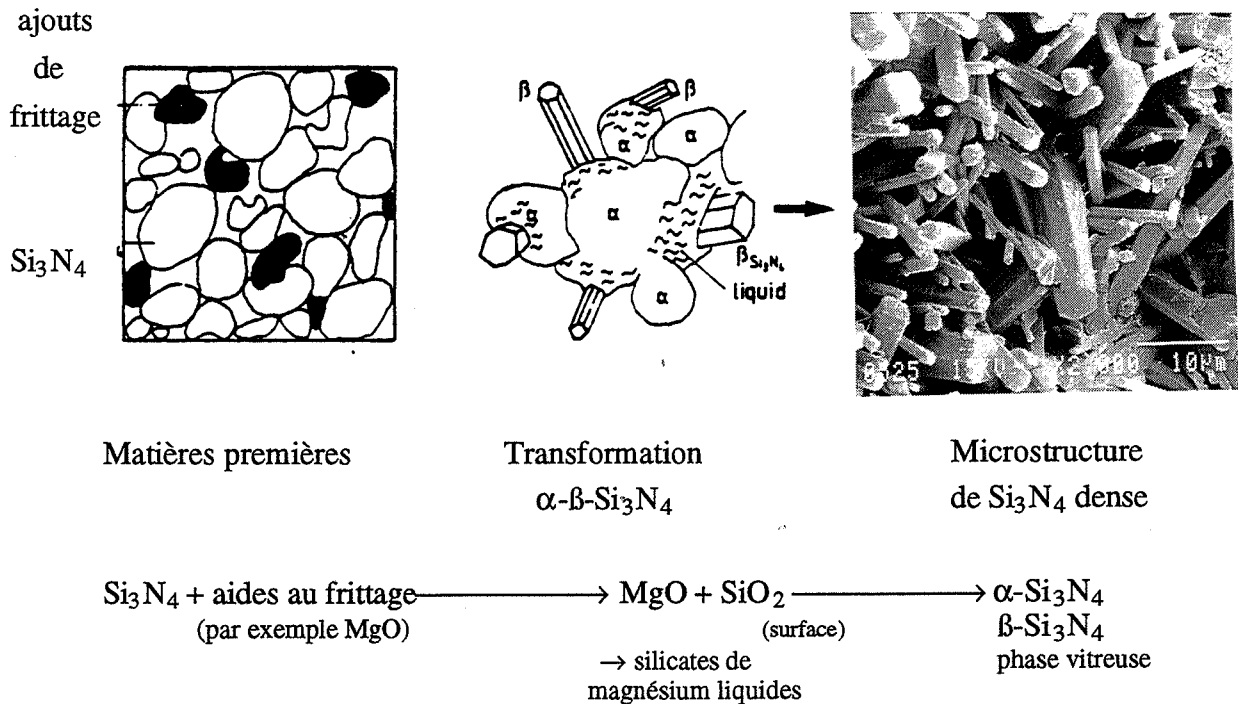 ajouts
de
frittage
Si₃N₄
β
β
α
α
α
α
α
β Si₃N₄
liquid
10µm
Matières premières
Transformation
α-ß-Si₃N₄
Microstructure
de Si₃N₄ dense
Si₃N₄ + aides au frittage → MgO + SiO₂ → α-Si₃N₄
(par exemple MgO)
(surface)
ß-Si₃N₄
→ silicates de
phase vitreuse
magnésium liquides